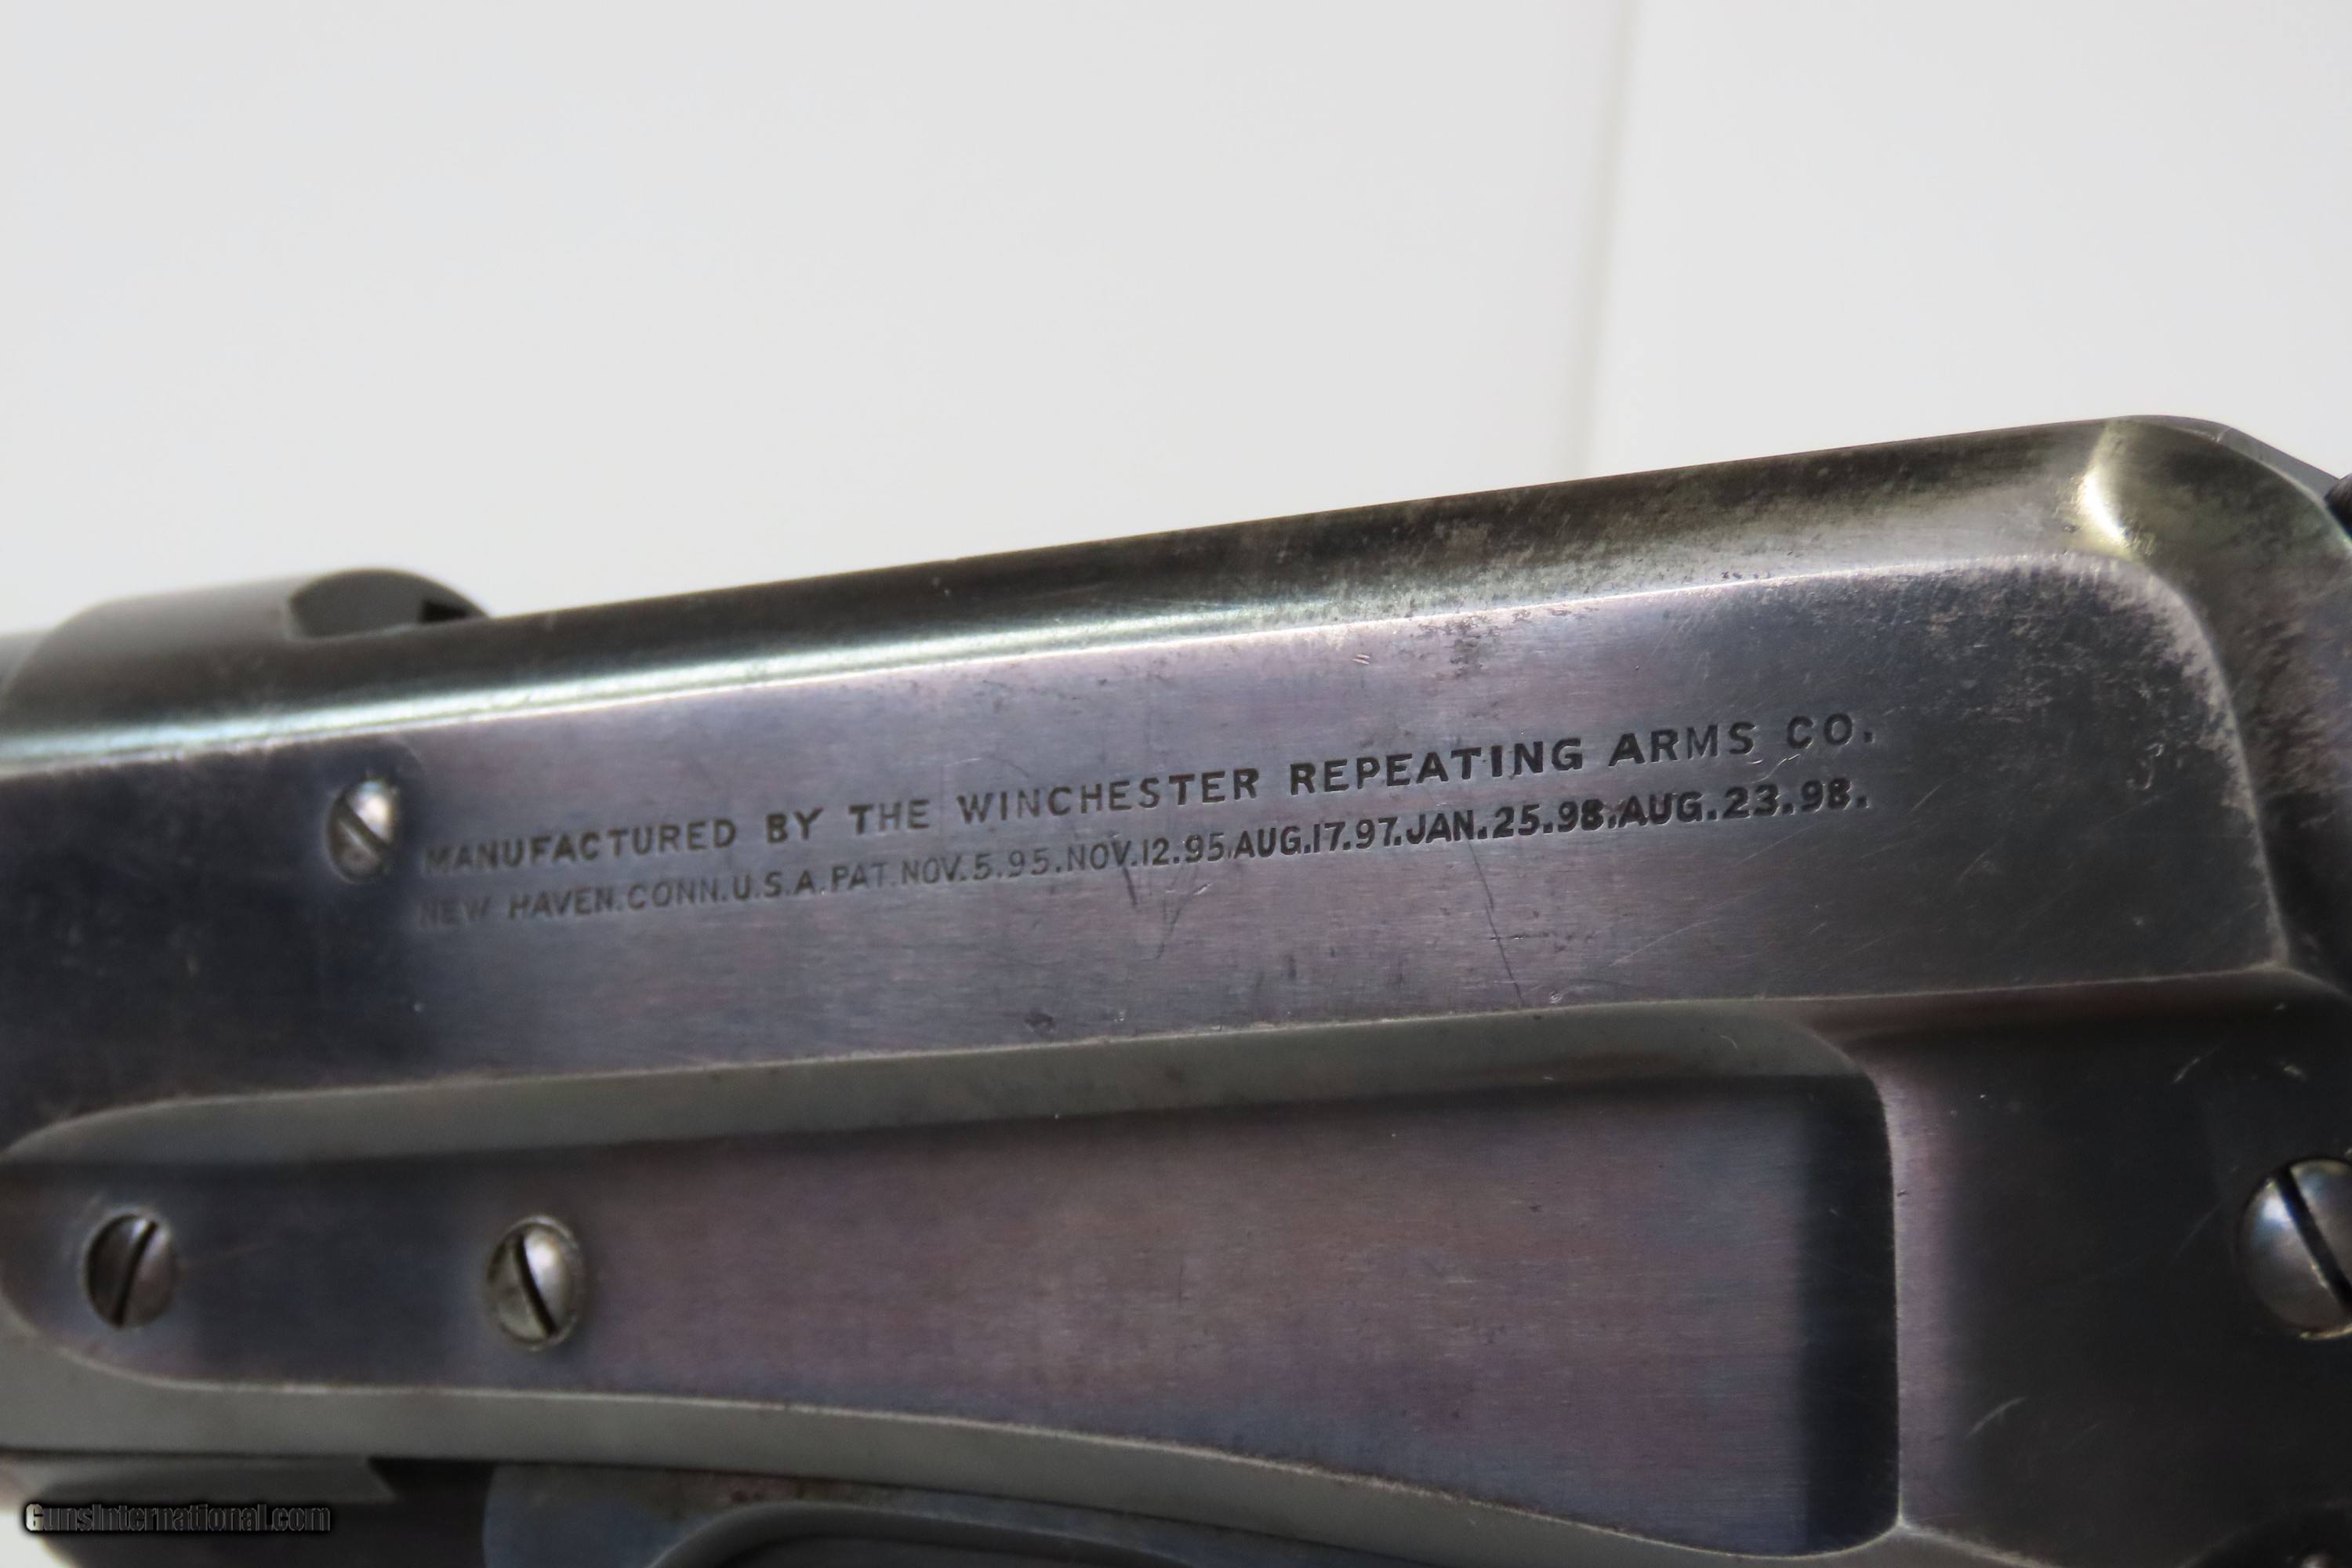 MANUFACTURED BY THE WINCHESTER REPEATING ARMS CO.
NEW HAVEN.CONN.U.S.A.PAT.NOV.5.95.NOV.12.95.AUG.17.97.JAN.25.98.AUG.23.98.
GunsInternational.com